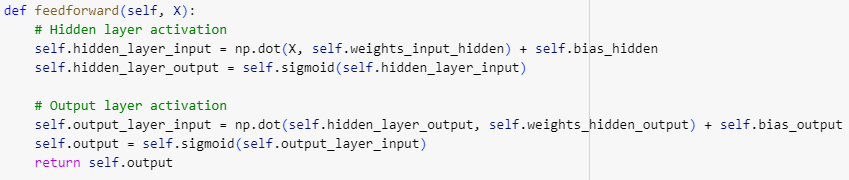 def feedforward(self, X):
    # Hidden layer activation
    self.hidden_layer_input = np.dot(X, self.weights_input_hidden) + self.bias_hidden
    self.hidden_layer_output = self.sigmoid(self.hidden_layer_input)

    # Output layer activation
    self.output_layer_input = np.dot(self.hidden_layer_output, self.weights_hidden_output) + self.bias_output
    self.output = self.sigmoid(self.output_layer_input)
    return self.output